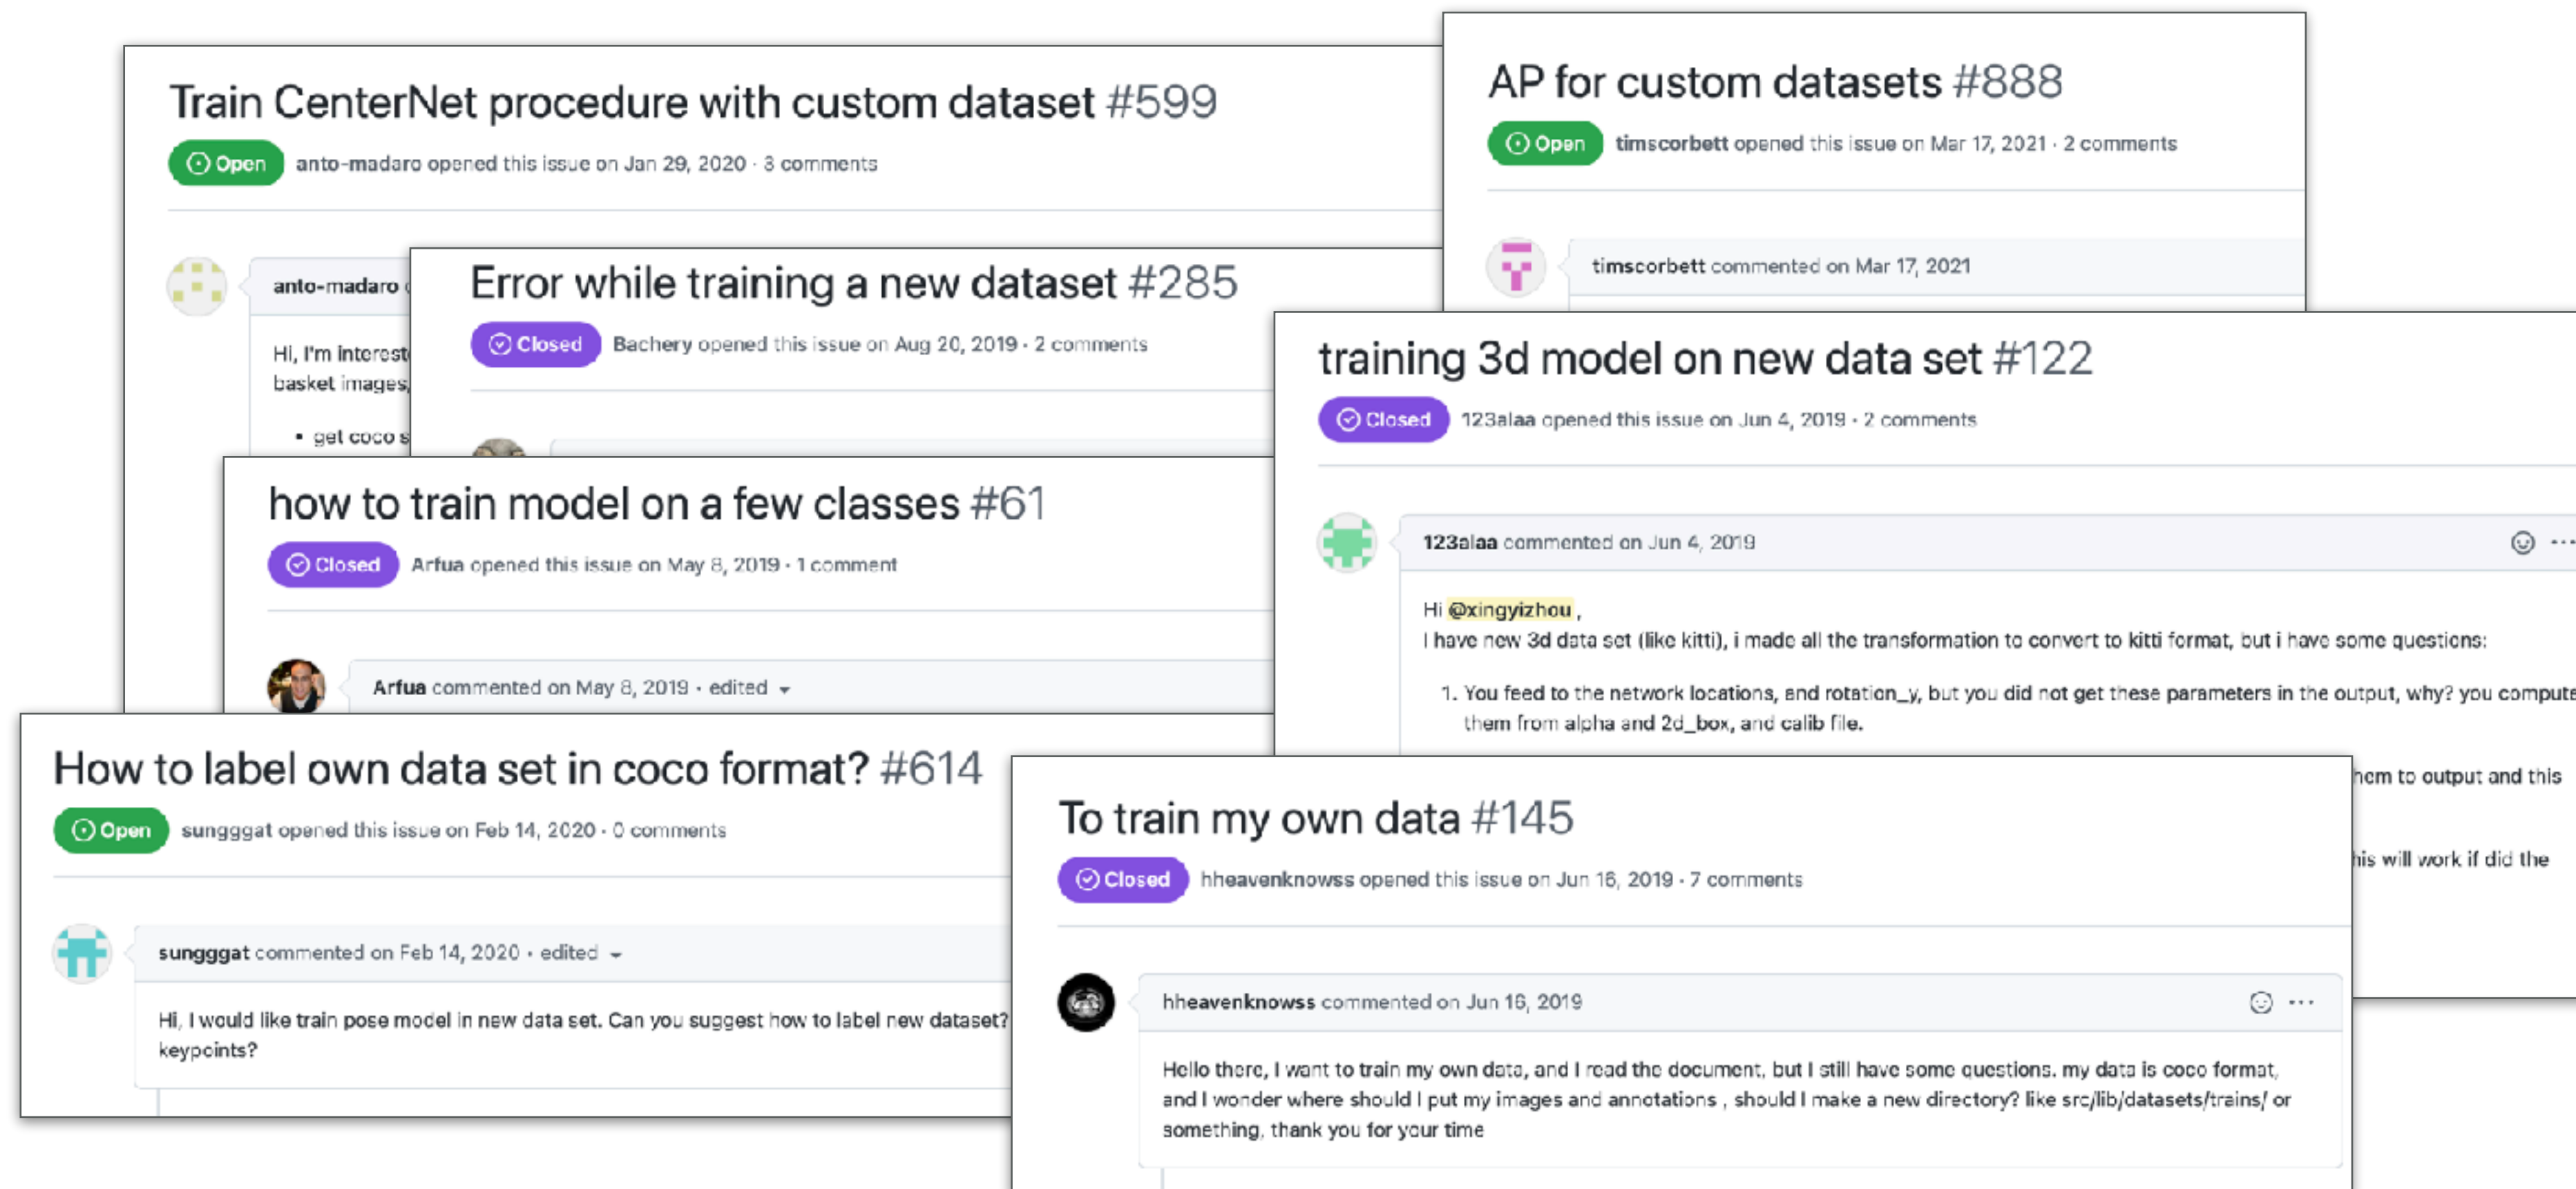 Train CenterNet procedure with custom dataset #599
Open anto-madaro opened this issue on Jan 29, 2020 · 3 comments
anto-madaro
Hi, I'm
basket images,
• get coco
Error while training a new dataset #285
Closed Bachery opened this issue on Aug 20, 2019 · 2 comments
how to train model on a few classes #61
Closed Arfua opened this issue on May 8, 2019 · 1 comment
Arfua commented on May 8, 2019 · edited
How to label own data set in coco format? #614
Open sungggat opened this issue on Feb 14, 2020 · 0 comments
sungggat commented on Feb 14, 2020 · edited
Hi, I would like train pose model in new data set. Can you suggest how to label new dataset?
keypoints?
AP for custom datasets #888
Open timscorbett opened this issue on Mar 17, 2021 · 2 comments
timscorbett commented on Mar 17, 2021
training 3d model on new data set #122
Closed 123alaa opened this issue on Jun 4, 2019 · 2 comments
123alaa commented on Jun 4, 2019
Hi @xingyizhou ,
I have new 3d data set (like kitti), i made all the transformation to convert to kitti format, but i have some questions:
1. You feed to the network locations, and rotation_y, but you did not get these parameters in the output, why? you compute
them from alpha and 2d_box, and calib file.
to output and this
will work if did the
To train my own data #145
Closed hheavenknowss opened this issue on Jun 16, 2019 · 7 comments
hheavenknowss commented on Jun 16, 2019
Hello there, I want to train my own data, and I read the document, but I still have some questions. my data is coco format,
and I wonder where should I put my images and annotations , should I make a new directory? like src/lib/datasets/trains/ or
something, thank you for your time